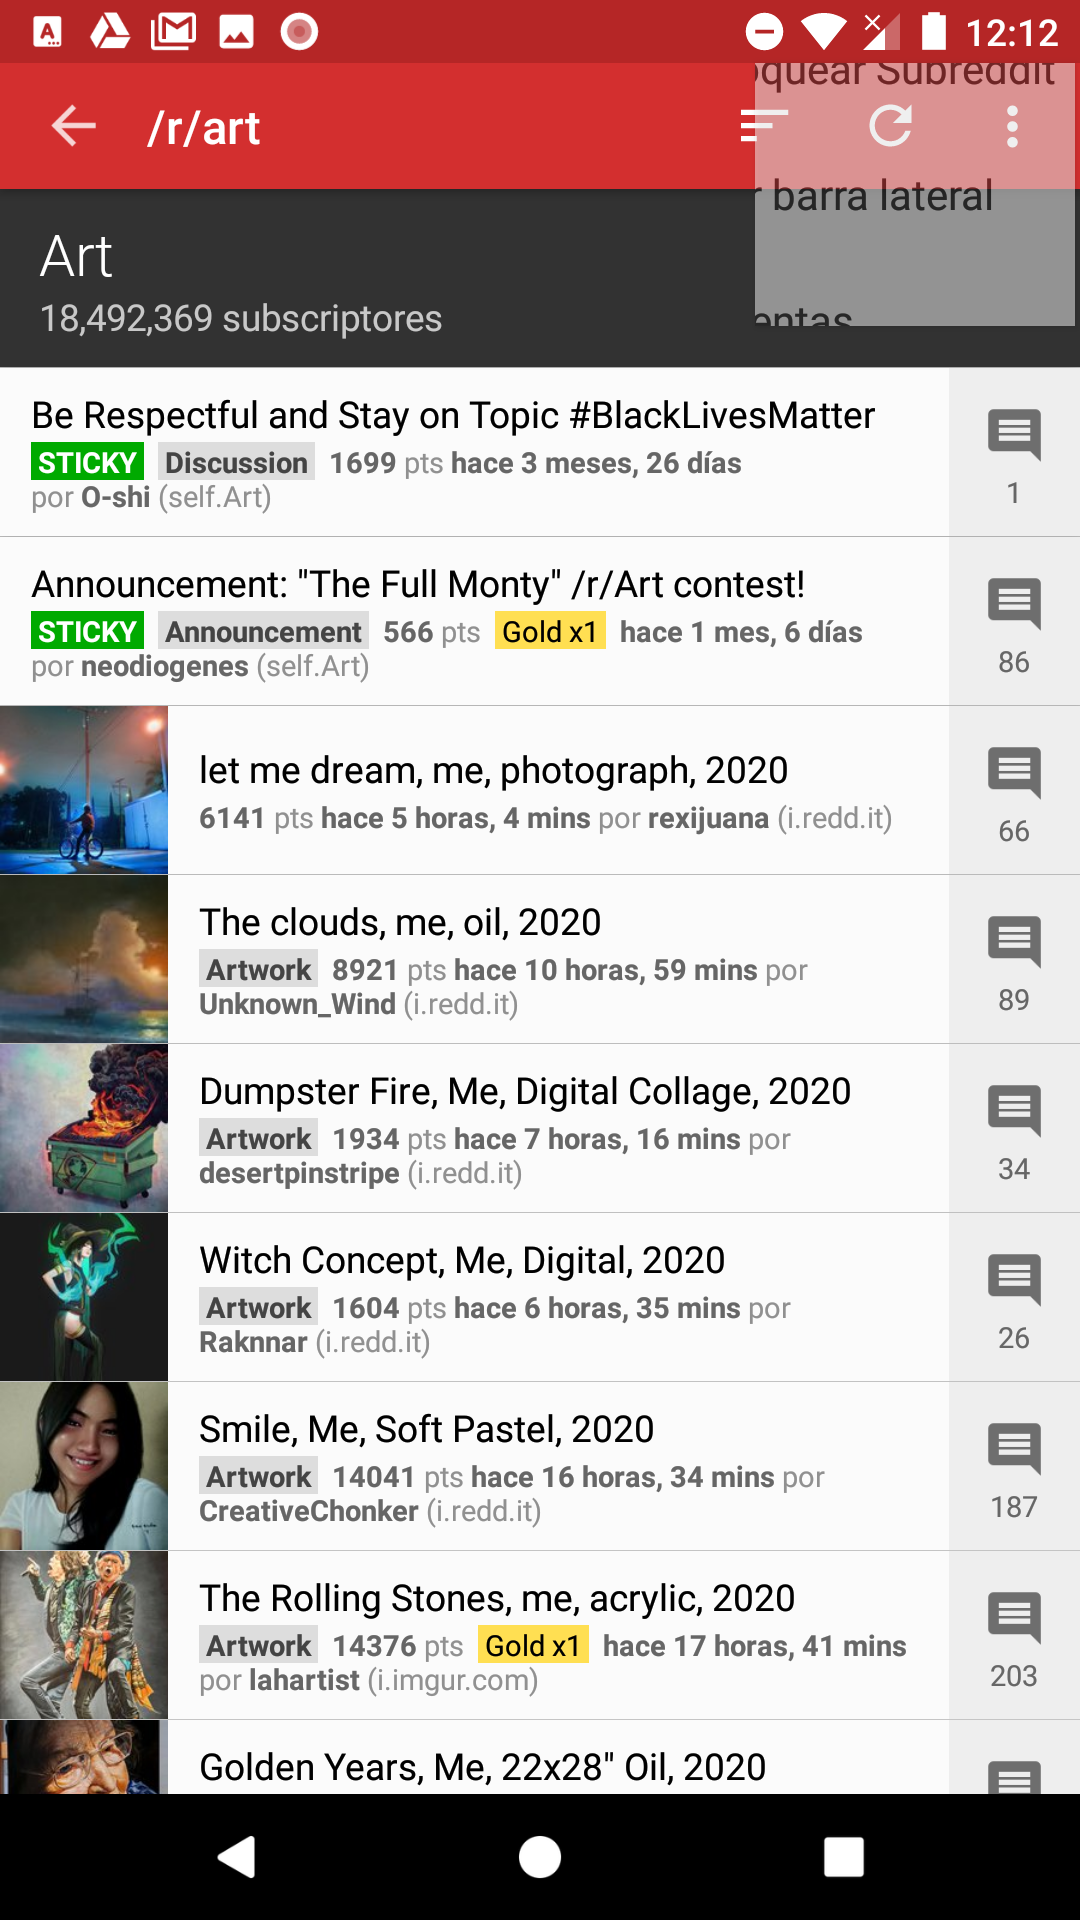 12:12
/r/art
oquear Subreddit
r barra lateral
entas
Art
18,492,369 subscriptores
Be Respectful and Stay on Topic #BlackLivesMatter
STICKY Discussion 1699 pts hace 3 meses, 26 días
por O-shi (self.Art)
1
Announcement: "The Full Monty" /r/Art contest!
STICKY Announcement 566 pts Gold x1 hace 1 mes, 6 días
por neodiogenes (self.Art)
86
let me dream, me, photograph, 2020
6141 pts hace 5 horas, 4 mins por rexijuana (i.redd.it)
66
The clouds, me, oil, 2020
Artwork 8921 pts hace 10 horas, 59 mins por
Unknown_Wind (i.redd.it)
89
Dumpster Fire, Me, Digital Collage, 2020
Artwork 1934 pts hace 7 horas, 16 mins por
desertpinstripe (i.redd.it)
34
Witch Concept, Me, Digital, 2020
Artwork 1604 pts hace 6 horas, 35 mins por
Raknnar (i.redd.it)
26
Smile, Me, Soft Pastel, 2020
Artwork 14041 pts hace 16 horas, 34 mins por
CreativeChonker (i.redd.it)
187
The Rolling Stones, me, acrylic, 2020
Artwork 14376 pts Gold x1 hace 17 horas, 41 mins
por lahartist (i.imgur.com)
203
Golden Years, Me, 22x28" Oil, 2020